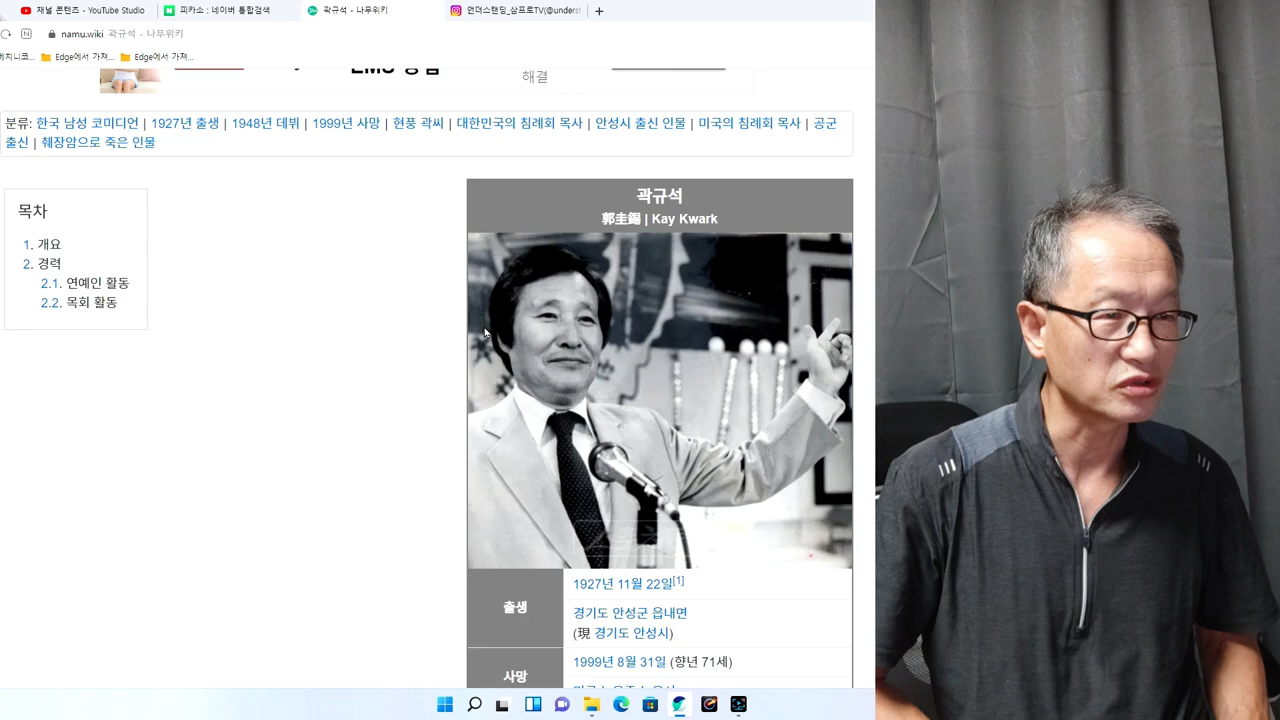 재널 콘텐즈 - YouTube Studio
피카소 : 네이버 통합검색
곽규석 - 나무위키
언더스탠딩_삼프로TV(@underst
namu.wiki 곽규석 - 나무위키
Edge에서 가져...
Edge에서 가져...
해결
분류: 한국 남성 코미디언 | 1927년 출생 | 1948년 데뷔 | 1999년 사망 | 현풍 곽씨 | 대한민국의 침례회 목사 | 안성시 출신 인물 | 미국의 침례회 목사 | 공군
출신 | 췌장암으로 죽은 인물
목차
1. 개요
2. 경력
2.1. 연예인 활동
2.2. 목회 활동
곽규석
郭圭錫 | Kay Kwark
출생
1927년 11월 22일[1]
경기도 안성군 읍내면
(現 경기도 안성시)
사망
1999년 8월 31일 (향년 71세)